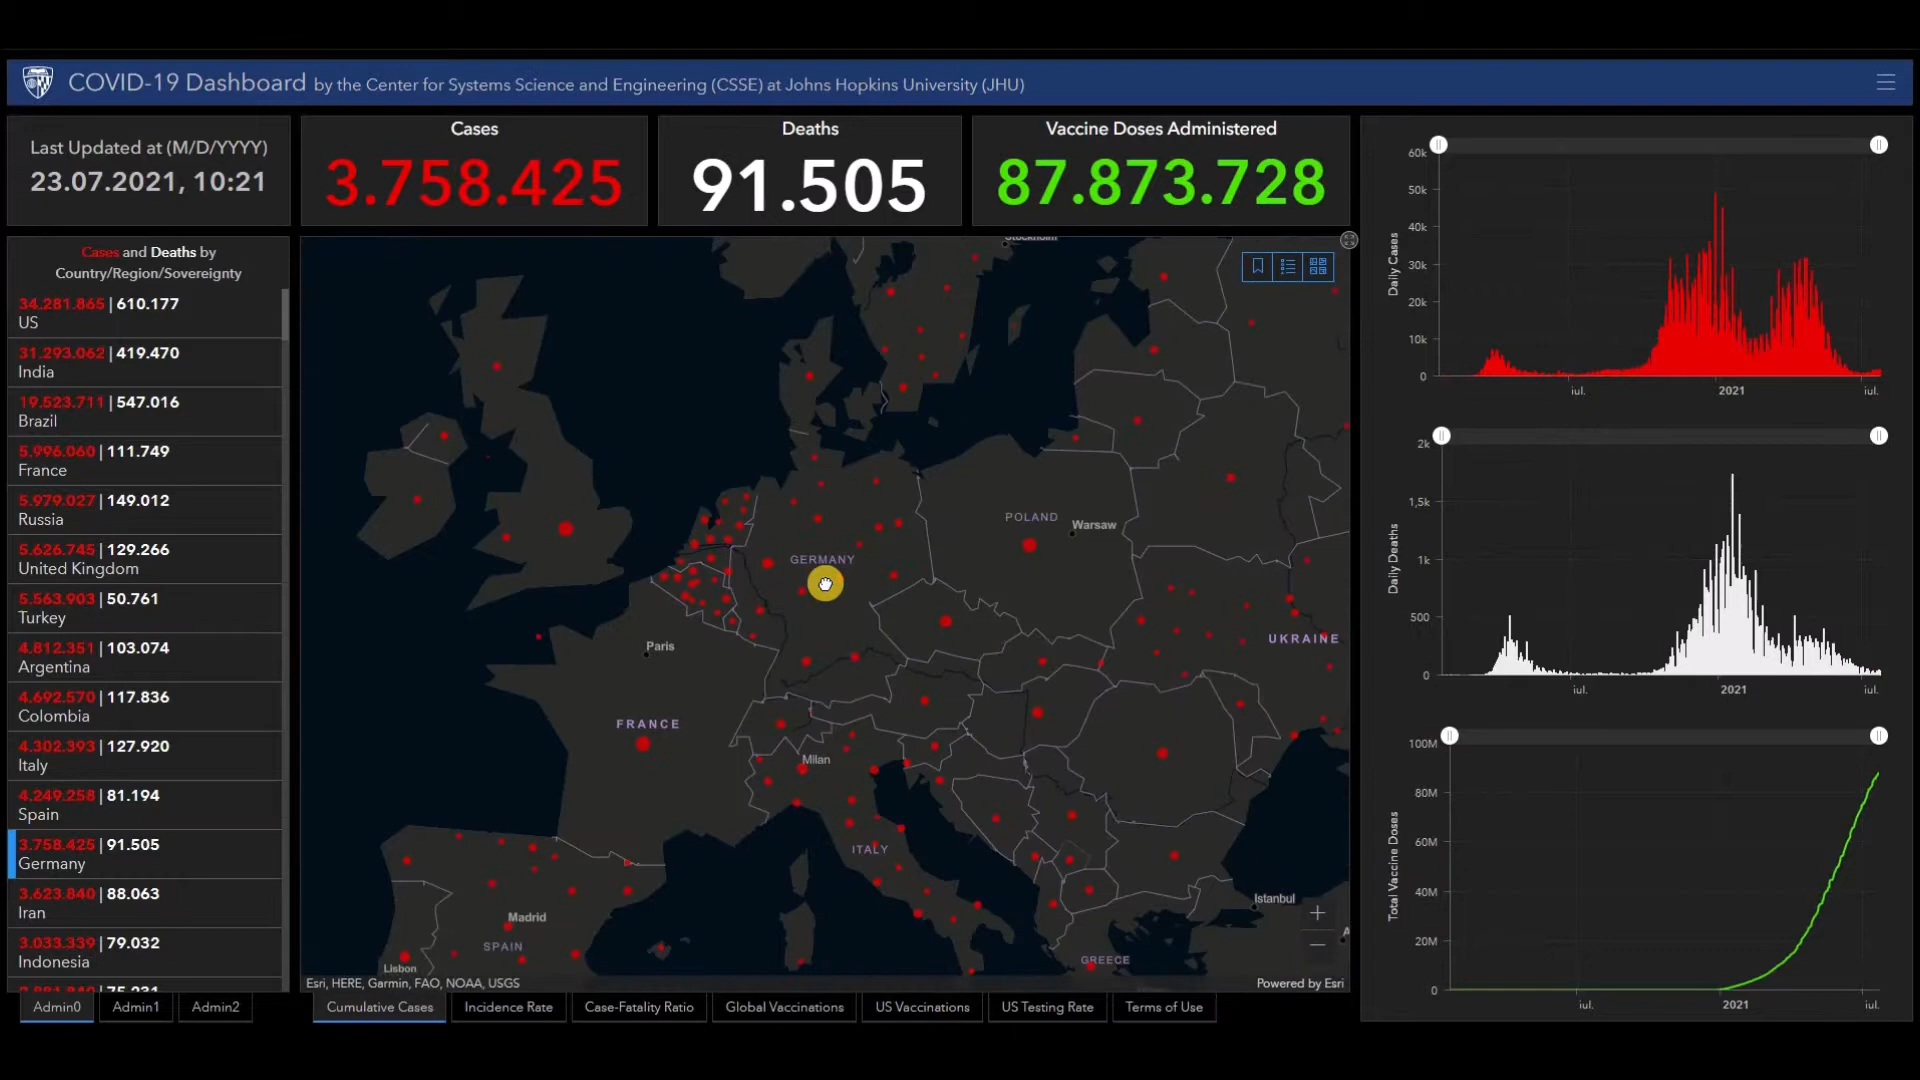 COVID-19 Dashboard by the Center for Systems Science and Engineering (CSSE) at Johns Hopkins University (JHU)
Last Updated at (M/D/YYYY)
23.07.2021, 10:21
Cases
3.758.425
Deaths
91.505
Vaccine Doses Administered
87.873.728
Cases and Deaths by
Country/Region/Sovereignty
34.281.865 | 610.177
US
31.293.062 | 419.470
India
19.523.711 | 547.016
Brazil
5.996.060 | 111.749
France
5.979.027 | 149.012
Russia
5.626.745 | 129.266
United Kingdom
5.563.903 | 50.761
Turkey
4.812.351 | 103.074
Argentina
4.692.570 | 117.836
Colombia
4.302.393 | 127.920
Italy
4.249.258 | 81.194
Spain
3.758.425 | 91.505
Germany
3.623.840 | 88.063
Iran
3.033.339 | 79.032
Indonesia
Admin0
Admin1
Admin2
Stockholm
POLAND
Warsaw
GERMANY
UKRAINE
Paris
FRANCE
Milan
ITALY
Istanbul
Madrid
SPAIN
GREECE
Lisbon
Esri, HERE, Garmin, FAO, NOAA, USGS
Powered by Esri
Cumulative Cases
Incidence Rate
Case-Fatality Ratio
Global Vaccinations
US Vaccinations
US Testing Rate
Terms of Use
Daily Cases
60k
50k
40k
30k
20k
10k
0
iul.
2021
iul.
Daily Deaths
2k
1,5k
1k
500
0
iul.
2021
iul.
Total Vaccine Doses
100M
80M
60M
40M
20M
0
iul.
2021
iul.